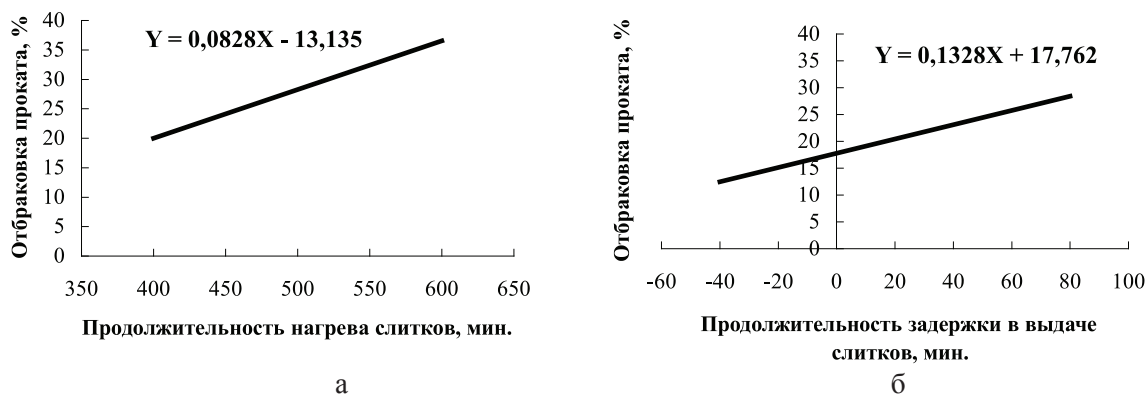 Отбраковка проката, %
40
35
30
25
20
15
10
5
0
Y = 0,0828X - 13,135
350 400 450 500 550 600 650
Продолжительность нагрева слитков, мин.
а
Отбраковка проката, %
40
35
30
25
20
15
10
5
0
Y = 0,1328X + 17,762
-60 -40 -20 0 20 40 60 80 100
Продолжительность задержки в выдаче
слитков, мин.
б